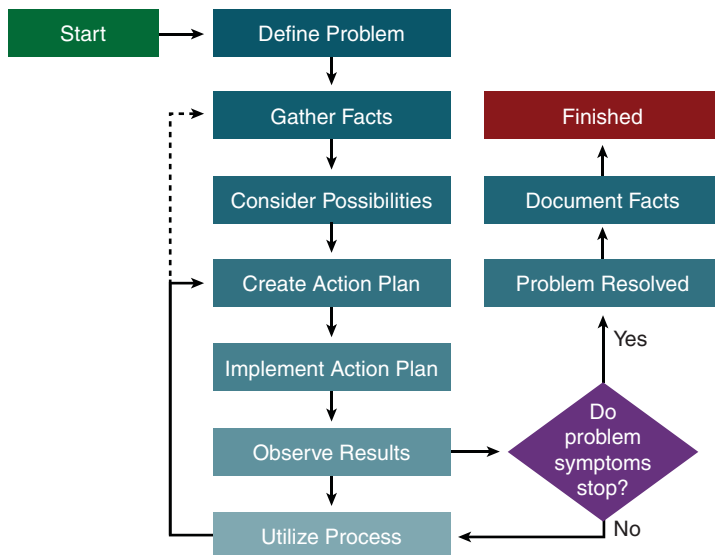 Start
Define Problem
Gather Facts
Finished
Consider Possibilities
Document Facts
Create Action Plan
Problem Resolved
Yes
Implement Action Plan
Do
problem
symptoms
stop?
Observe Results
No
Utilize Process